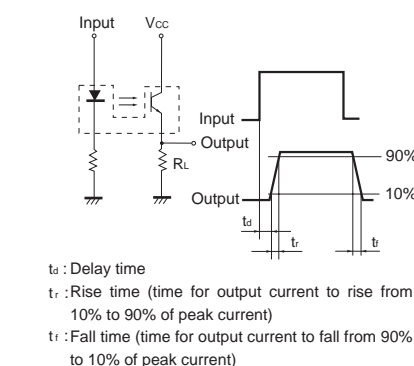 Input Vcc
Input
Output
RL
90%
10%
Output
td
tr tf
td : Delay time
tr : Rise time (time for output current to rise from
10% to 90% of peak current)
tf : Fall time (time for output current to fall from 90%
to 10% of peak current)